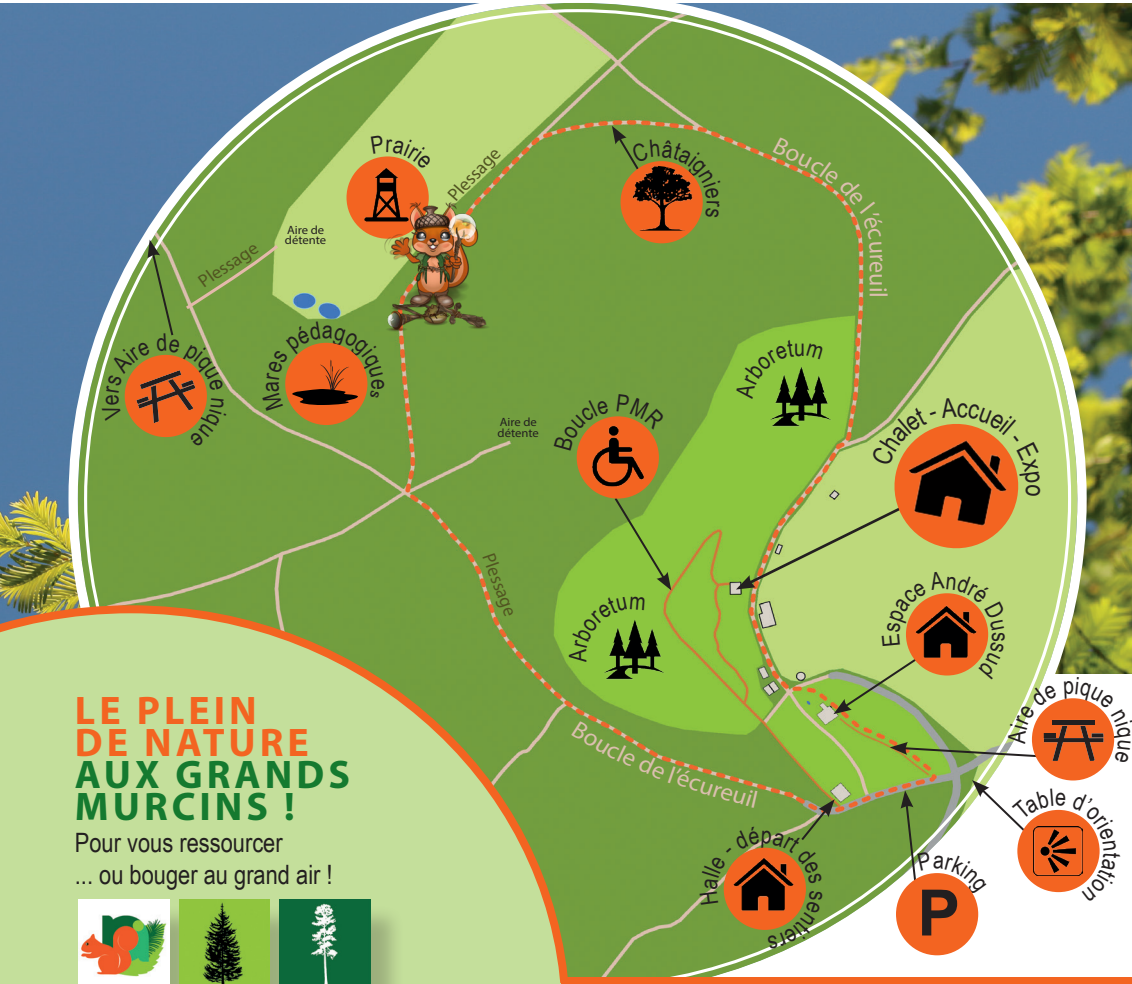 Prairie
Plessage
Châtaigniers
Boucle de l'écureuil
Aire de
détente
Plessage
Vers Aire de pique nique
Mares pédagogiques
Arboretum
Aire de
détente
Boucle PMR
Chalet - Accueil - Expo
Plessage
Arboretum
Espace André Dussud
Aire de pique nique
Boucle de l'écureuil
Table d'orientation
Halle - départ des sentiers
Parking
P
LE PLEIN
DE NATURE
AUX GRANDS
MURCINS !
Pour vous ressourcer
... ou bouger au grand air !
n